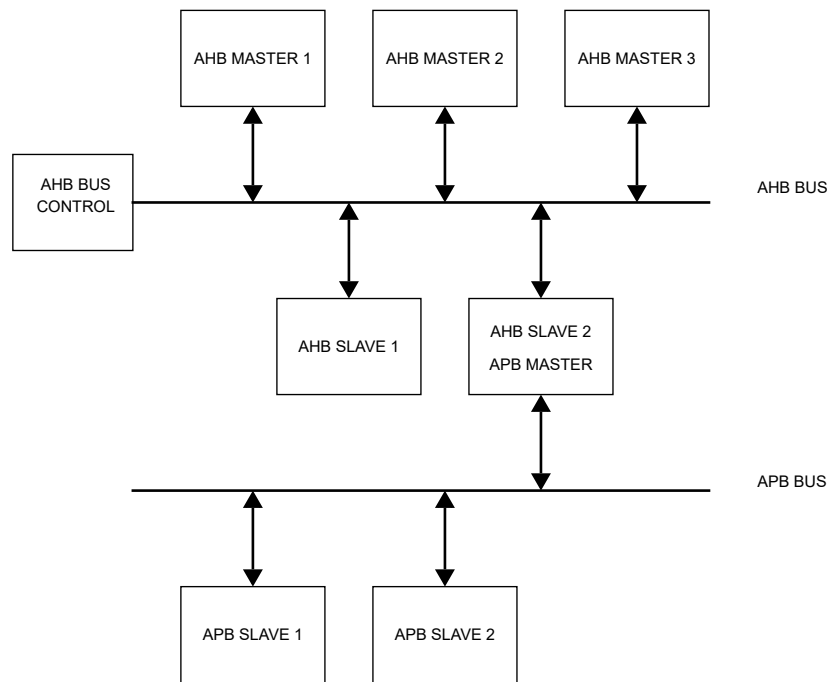 AHB MASTER 1
AHB MASTER 2
AHB MASTER 3
AHB BUS
CONTROL
AHB BUS
AHB SLAVE 1
AHB SLAVE 2
APB MASTER
APB BUS
APB SLAVE 1
APB SLAVE 2